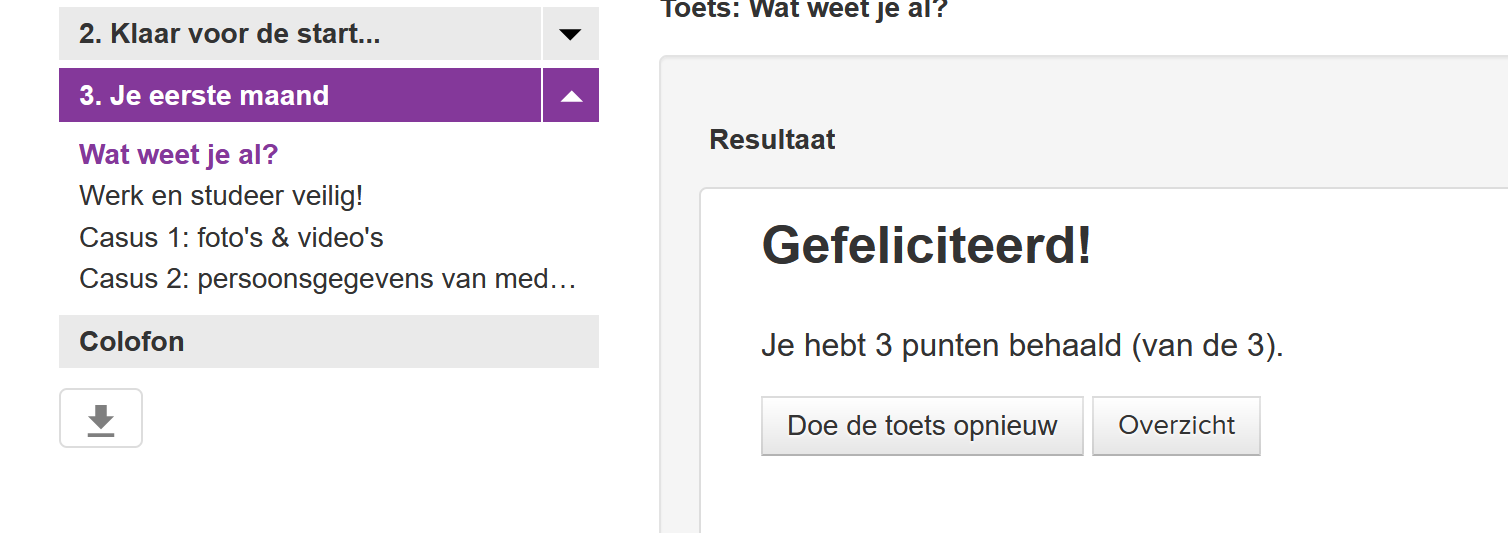 2. Klaar voor de start...
3. Je eerste maand
Wat weet je al?
Werk en studeer veilig!
Casus 1: foto's & video's
Casus 2: persoonsgegevens van med…
Colofon
Toets: Wat weet je al?
Resultaat
Gefeliciteerd!
Je hebt 3 punten behaald (van de 3).
Doe de toets opnieuw
Overzicht